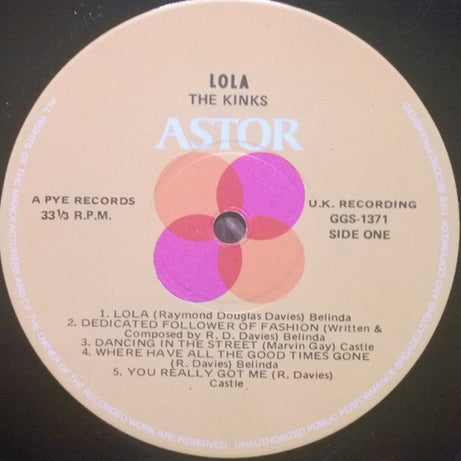 LOLA
THE KINKS
ASTOR
A PYE RECORDS
33⅓ R.P.M.
U.K. RECORDING
GGS-1371
SIDE ONE
1. LOLA (Raymond Douglas Davies) Belinda
2. DEDICATED FOLLOWER OF FASHION (Written &
Composed by R. D. Davies) Belinda
3. DANCING IN THE STREET (Marvin Gay) Castle
4. WHERE HAVE ALL THE GOOD TIMES GONE
(R. Davies) Belinda
5. YOU REALLY GOT ME (R. Davies)
Castle
ALL RIGHTS OF THE MANUFACTURERS AND OF THE OWNER OF THE RECORDED WORK ARE RESERVED. UNAUTHORIZED PUBLIC PERFORMANCE BROADCASTING AND COPYING OF THIS RECORD PROHIBITED